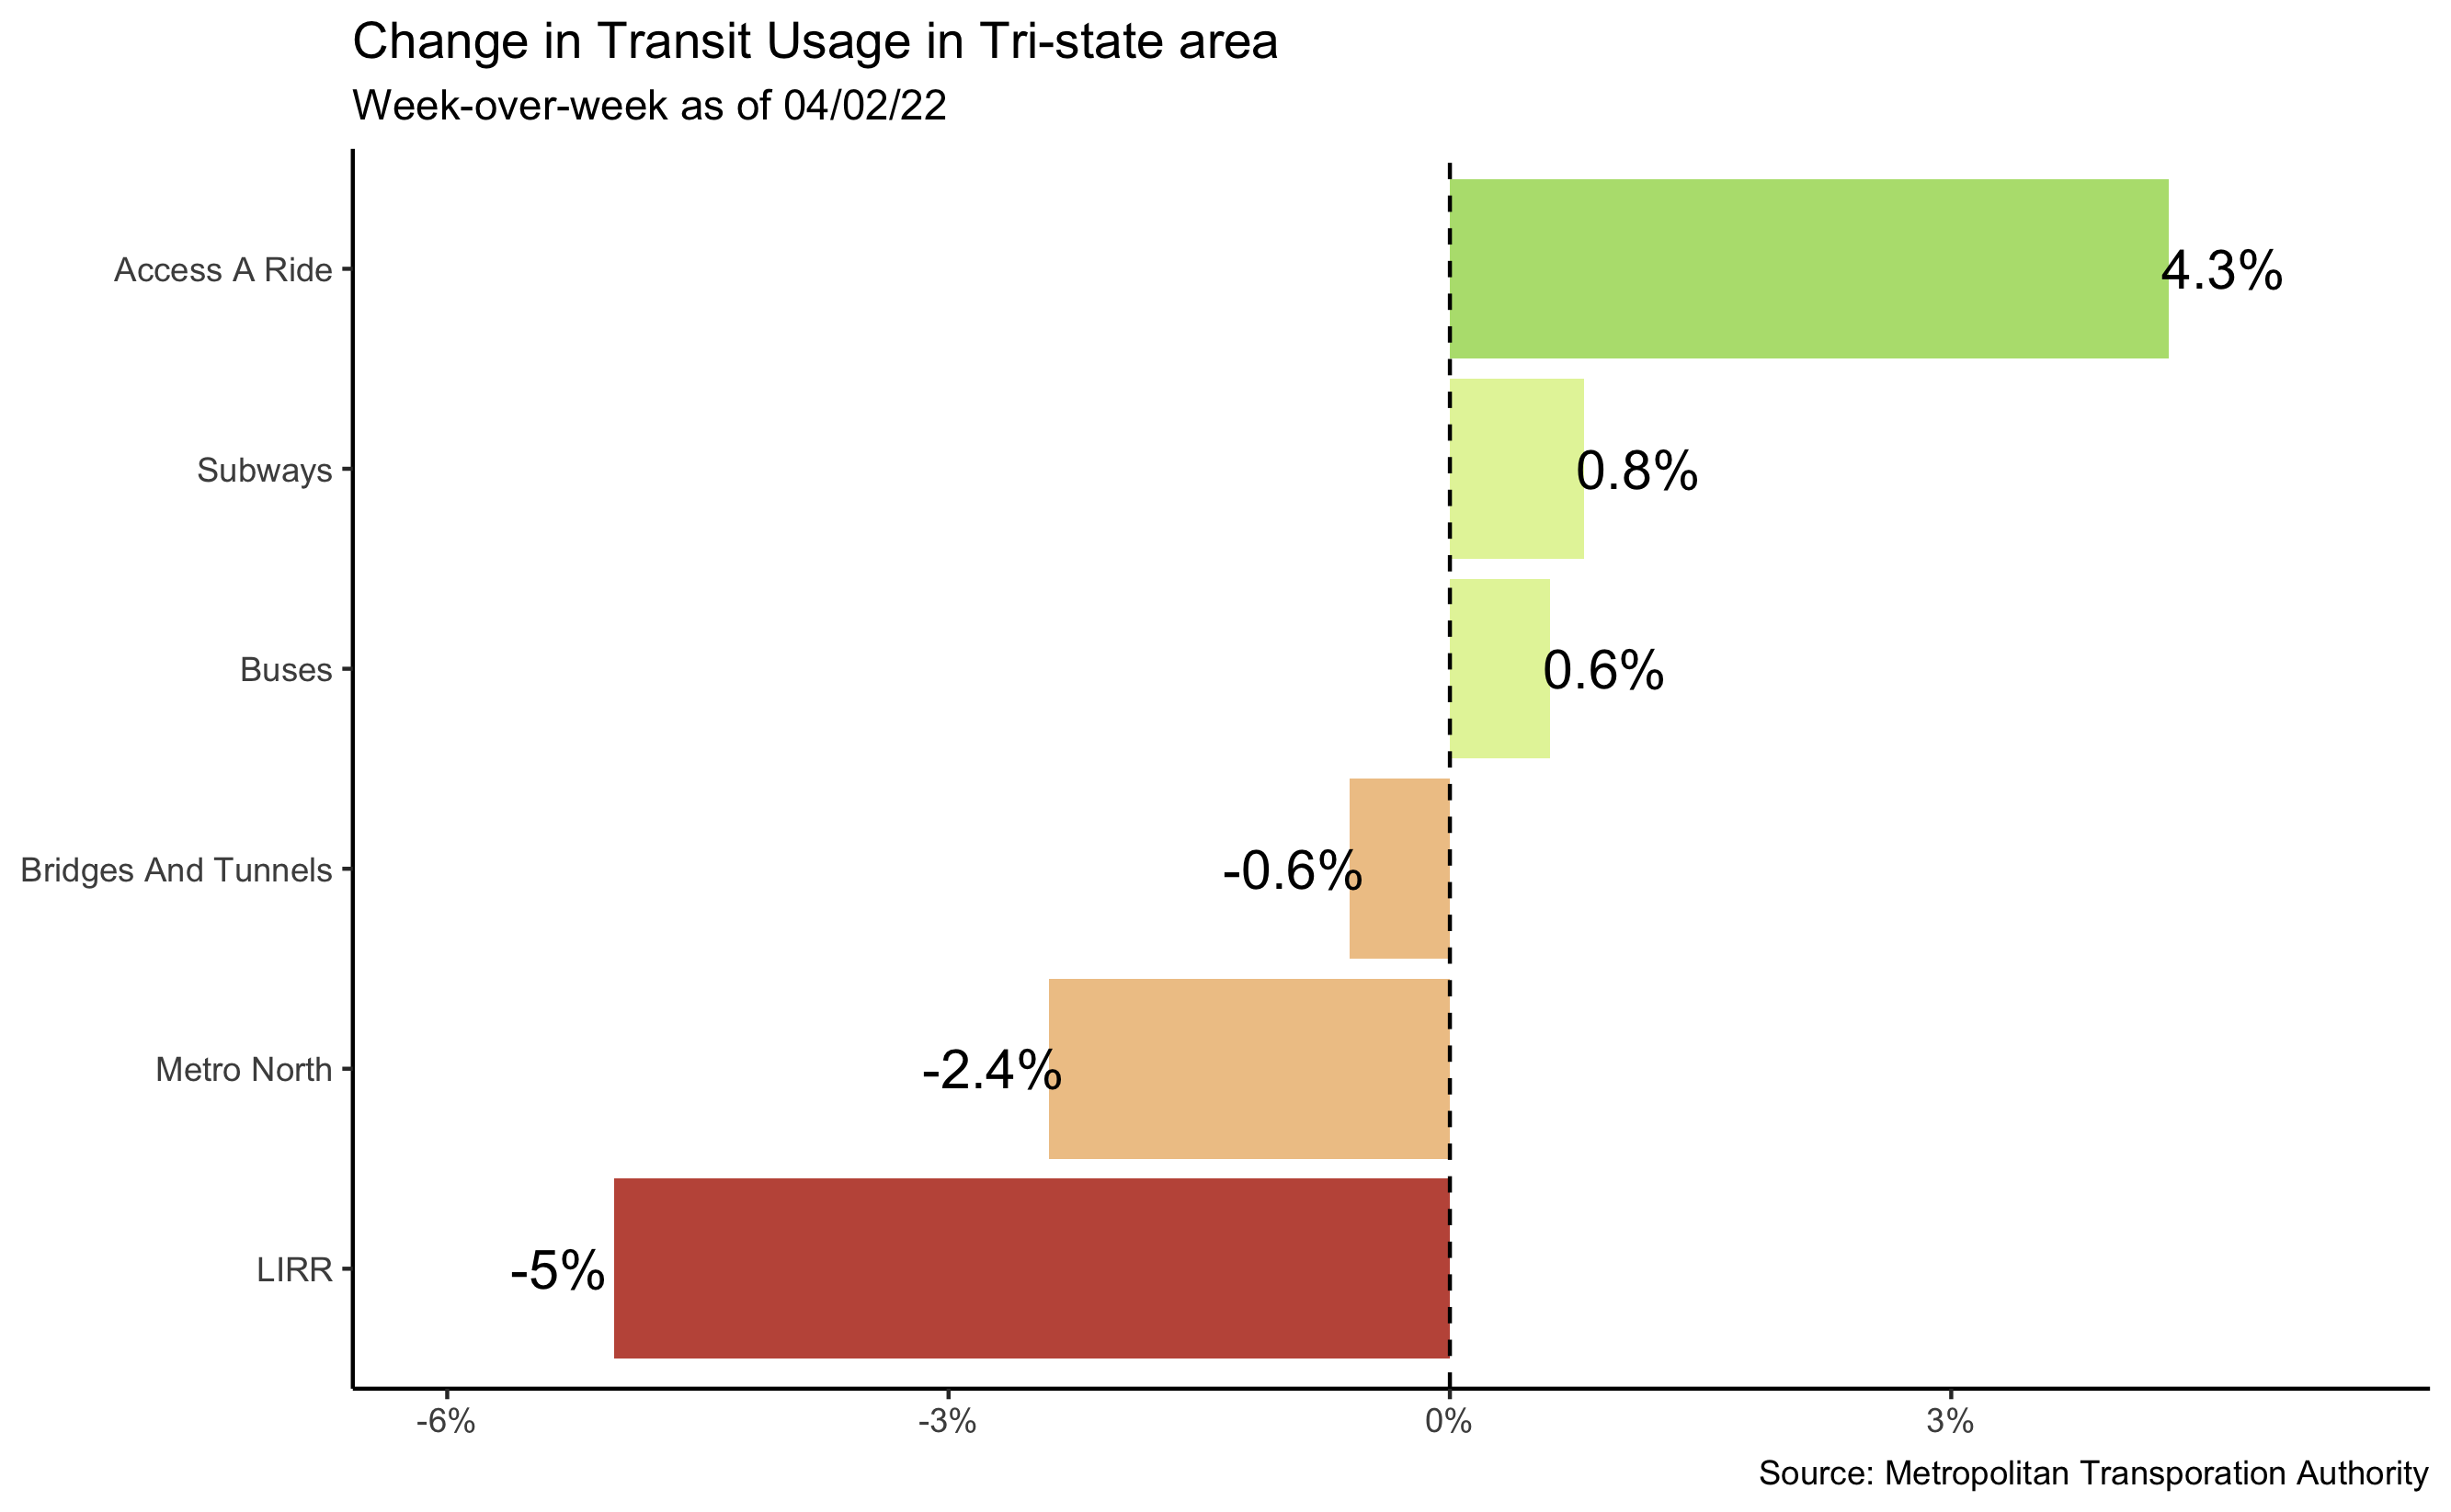 Change in Transit Usage in Tri-state area
Week-over-week as of 04/02/22
Access A Ride
4.3%
Subways
0.8%
Buses
0.6%
Bridges And Tunnels
-0.6%
Metro North
-2.4%
LIRR
-5%
-6%
-3%
0%
3%
Source: Metropolitan Transporation Authority